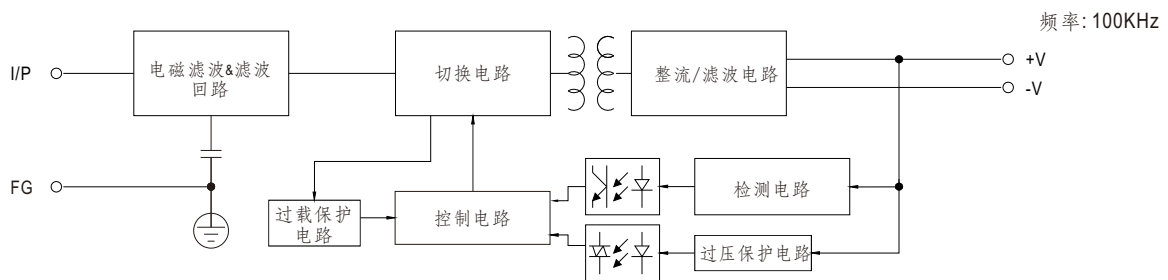 频率: 100KHz
I/P
电磁滤波&滤波
回路
切换电路
整流/滤波电路
+V
-V
FG
过载保护
电路
控制电路
检测电路
过压保护电路